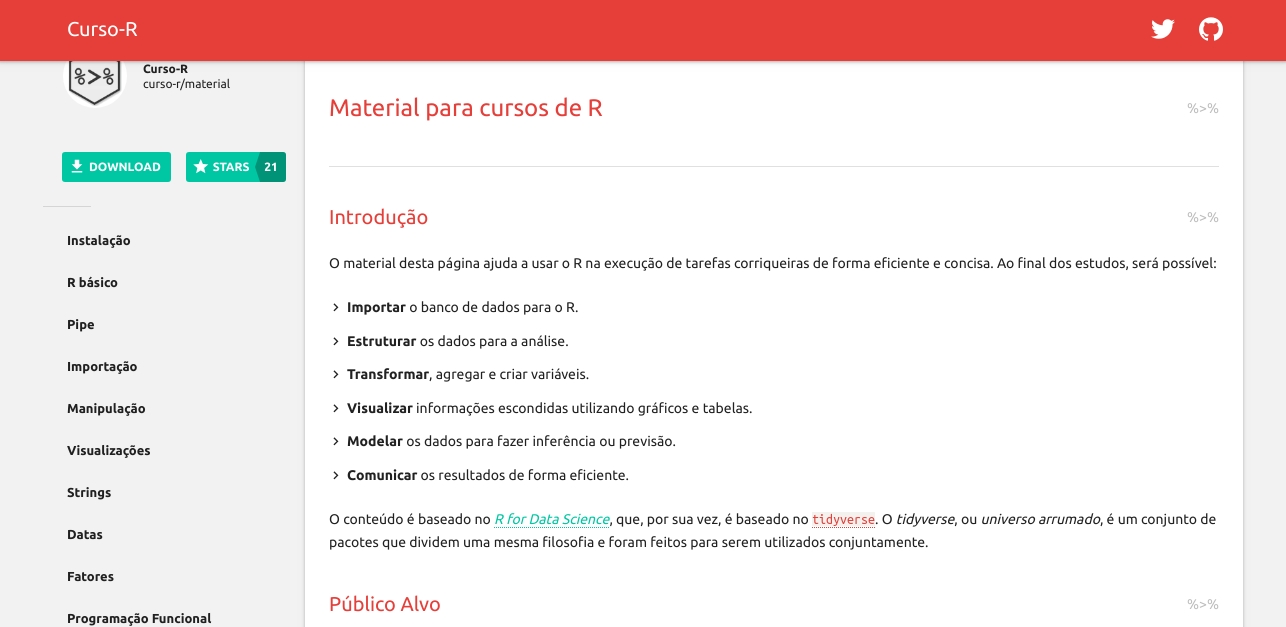 Curso-R
%>%
Curso-R
curso-r/material
DOWNLOAD
STARS 21
Instalação
R básico
Pipe
Importação
Manipulação
Visualizações
Strings
Datas
Fatores
Programação Funcional
Material para cursos de R %>%
Introdução %>%
O material desta página ajuda a usar o R na execução de tarefas corriqueiras de forma eficiente e concisa. Ao final dos estudos, será possível:
Importar o banco de dados para o R.
Estruturar os dados para a análise.
Transformar, agregar e criar variáveis.
Visualizar informações escondidas utilizando gráficos e tabelas.
Modelar os dados para fazer inferência ou previsão.
Comunicar os resultados de forma eficiente.
O conteúdo é baseado no R for Data Science, que, por sua vez, é baseado no tidyverse. O tidyverse, ou universo arrumado, é um conjunto de
pacotes que dividem uma mesma filosofia e foram feitos para serem utilizados conjuntamente.
Público Alvo %>%